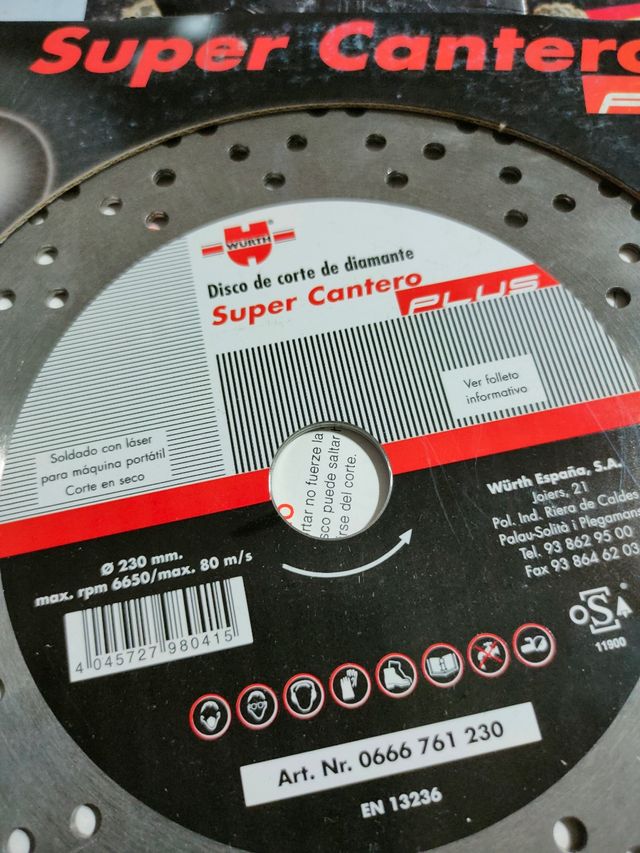 Super Cantero
WÜRTH
Disco de corte de diamante
Super Cantero PLUS
Ver folleto
informativo
Soldado con láser
para máquina portátil
Corte en seco
rtar no fuerze la
sco puede saltar
rse del corte.
Würth España, S.A.
Joiers, 21
Pol. Ind. Riera de Caldes
Palau-Solità i Plegamans
Tel. 93 862 95 00
Fax 93 864 62 03
Ø 230 mm.
max. rpm 6650/max. 80 m/s
4 045727 980415
oSA
11900
Art. Nr. 0666 761 230
EN 13236